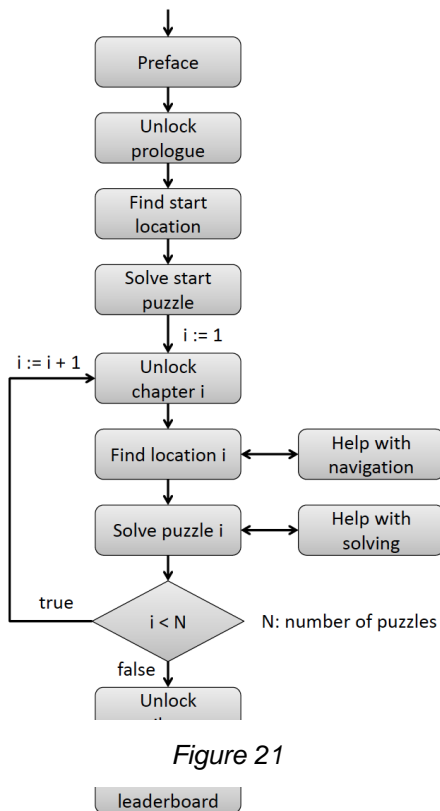 Preface
Unlock
prologue
Find start
location
Solve start
puzzle
i := 1
i := i + 1
Unlock
chapter i
Find location i
Help with
navigation
Solve puzzle i
Help with
solving
true
i < N
N: number of puzzles
false
Unlock
Figure 21
leaderboard